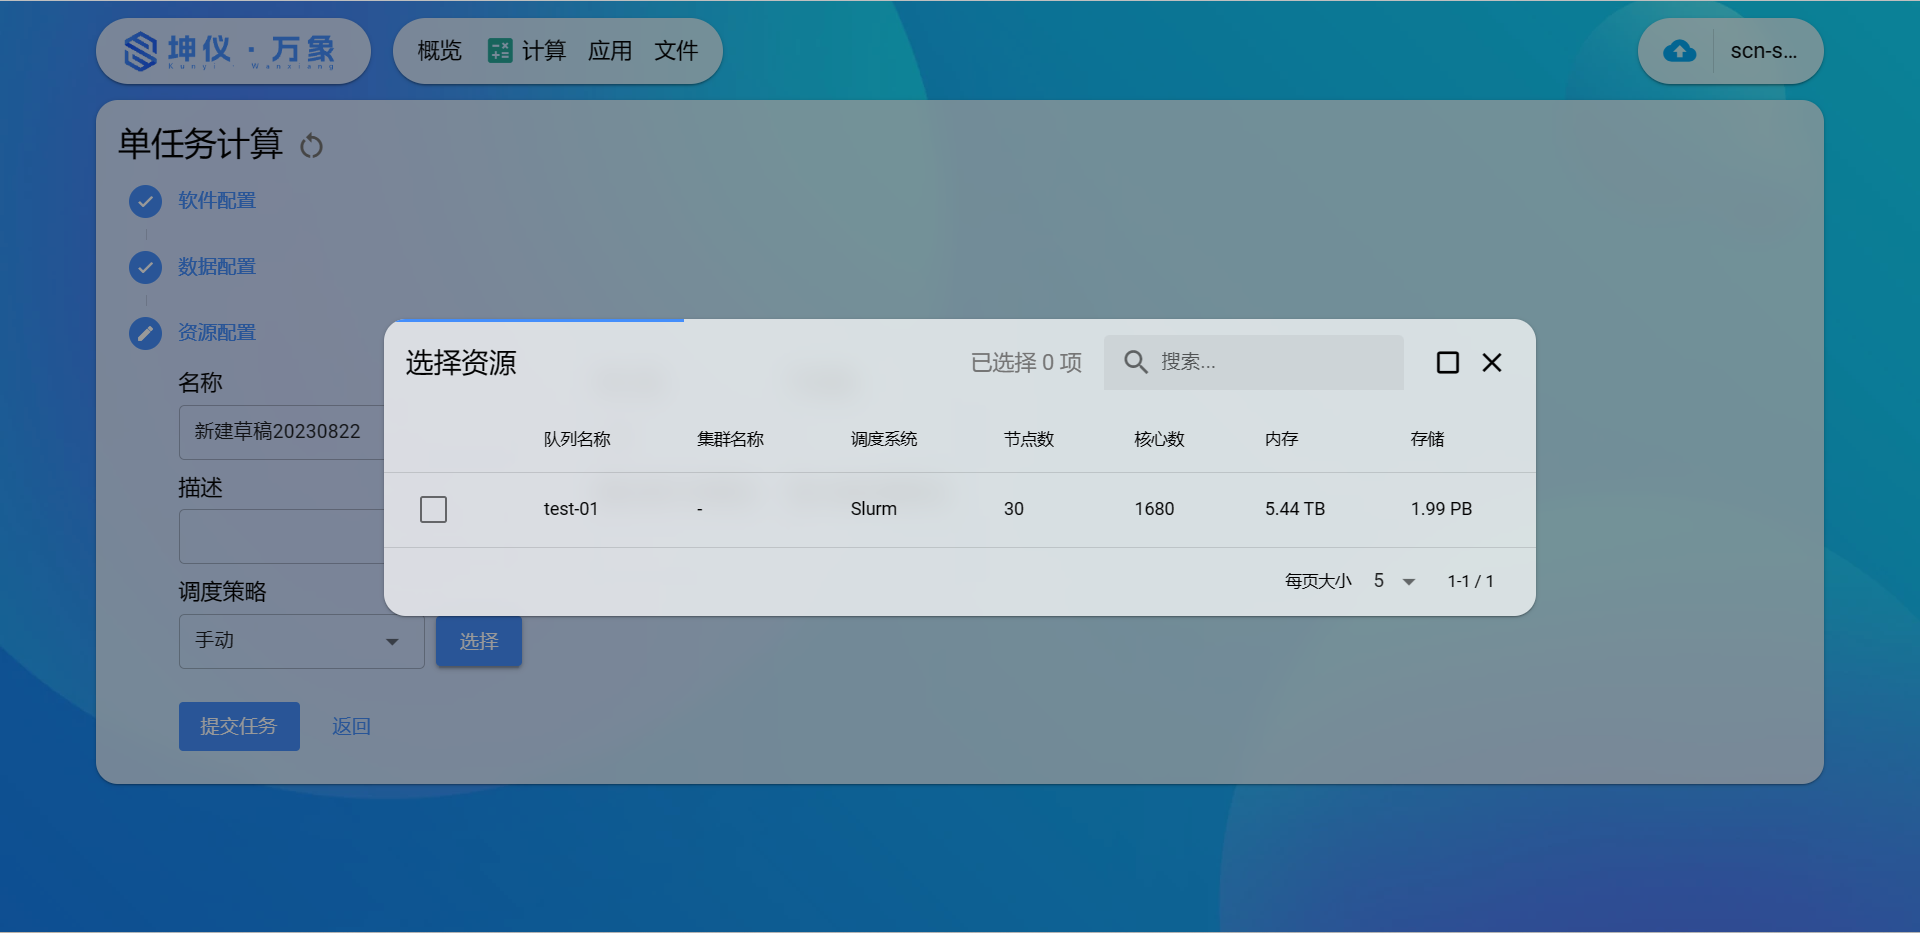 坤仪 · 万象
Kunyi · Wanxiang
概览 计算 应用 文件
scn-s...
单任务计算
软件配置
数据配置
资源配置
名称
新建草稿20230822
描述
调度策略
手动
选择
提交任务 返回
选择资源
已选择 0 项
搜索...
队列名称 集群名称 调度系统 节点数 核心数 内存 存储
test-01 - Slurm 30 1680 5.44 TB 1.99 PB
每页大小 5 1-1 / 1